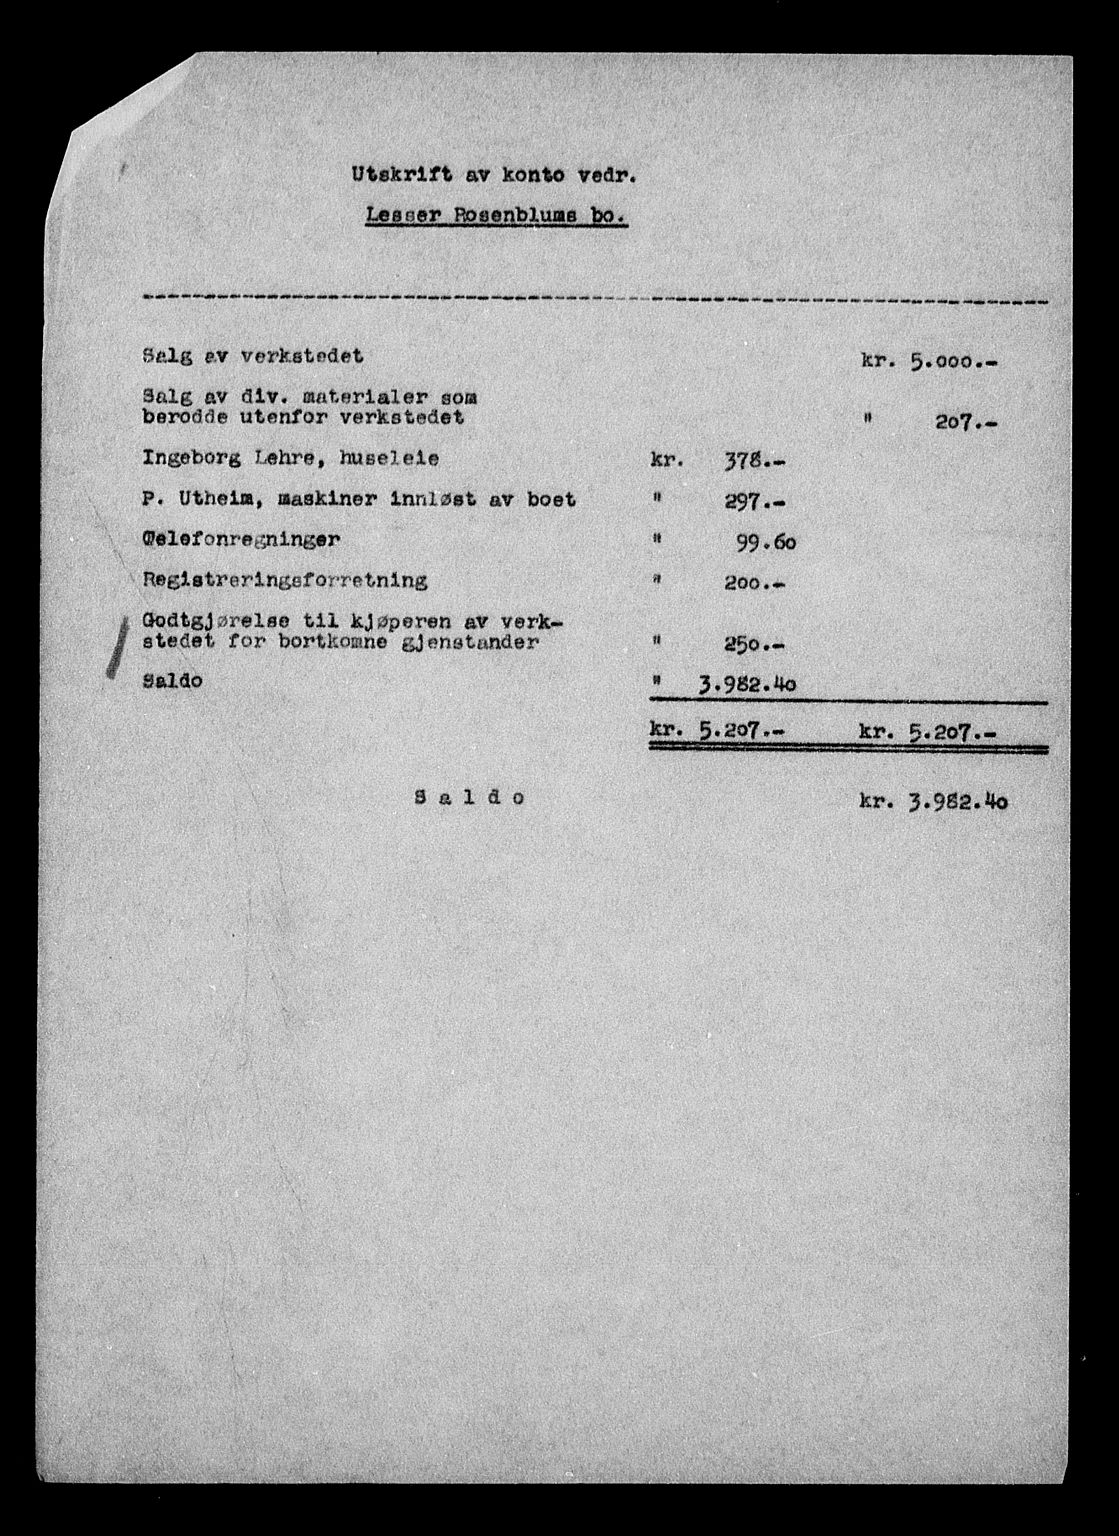 Utskrift av konto vedr.
Lesser Rosenblums bo.
Salg av verkstedet kr. 5.000.-
Salg av div. materialer som
berodde utenfor verkstedet " 207.-
Ingeborg Lehre, huseleie kr. 378.-
P. Utheim, maskiner innløst av boet " 297.-
Telefonregninger " 99.60
Registreringsforretning " 200.-
Godtgjørelse til kjøperen av verk-
stedet for bortkomne gjenstander " 250.-
Saldo " 3.982.40
kr. 5.207.- kr. 5.207.-
S a l d o kr. 3.982.40